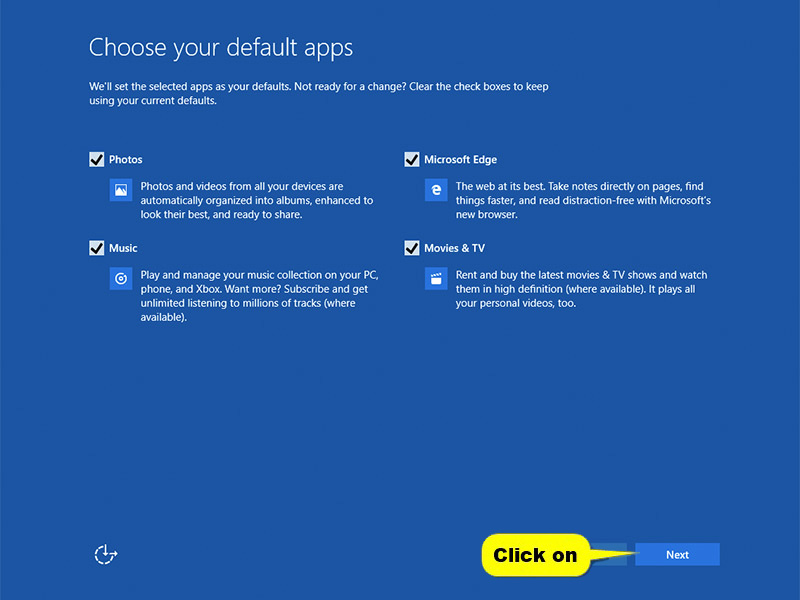 Choose your default apps
We'll set the selected apps as your defaults. Not ready for a change? Clear the check boxes to keep
using your current defaults.
Photos
Photos and videos from all your devices are
automatically organized into albums, enhanced to
look their best, and ready to share.
Microsoft Edge
The web at its best. Take notes directly on pages, find
things faster, and read distraction-free with Microsoft's
new browser.
Music
Play and manage your music collection on your PC,
phone, and Xbox. Want more? Subscribe and get
unlimited listening to millions of tracks (where
available).
Movies & TV
Rent and buy the latest movies & TV shows and watch
them in high definition (where available). It plays all
your personal videos, too.
Click on
Next